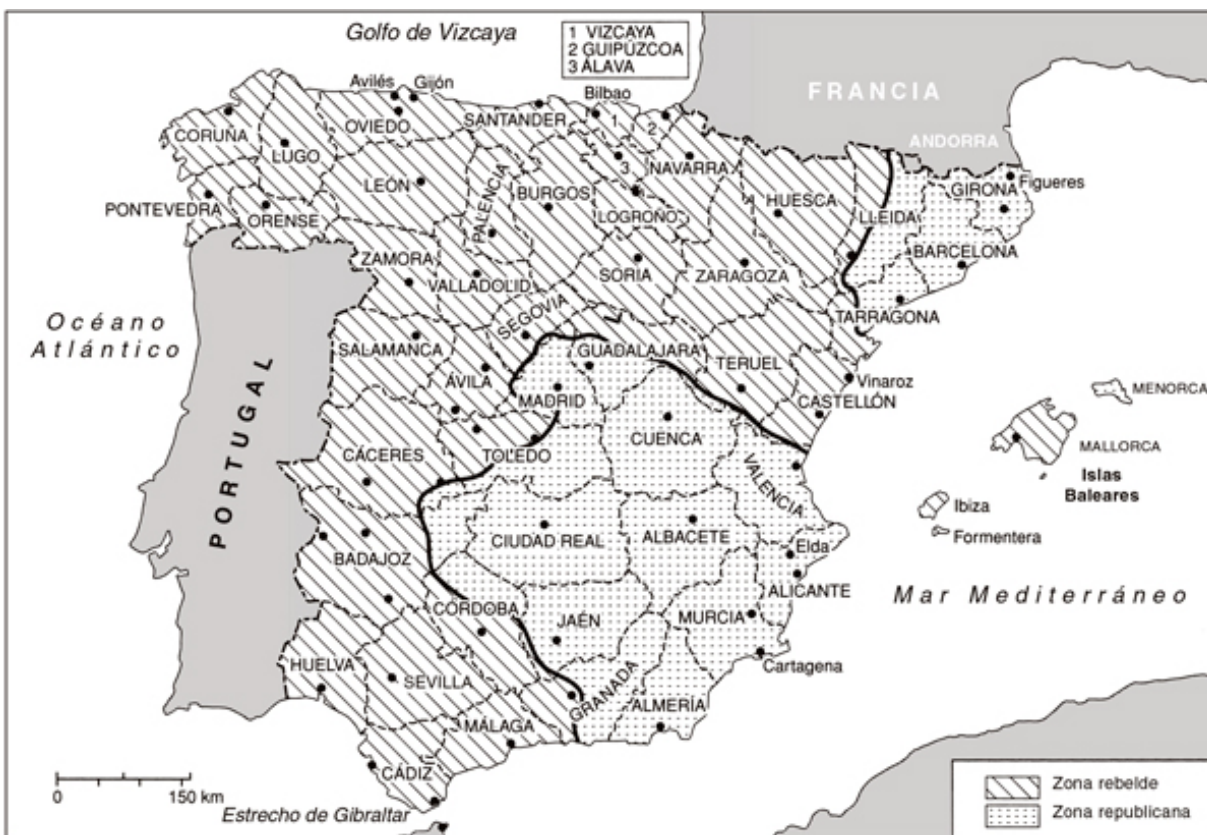 Golfo de Vizcaya
1 VIZCAYA
2 GUIPÚZCOA
3 ÁLAVA
FRANCIA
ANDORRA
Avilés
Gijón
Bilbao
A CORUÑA
LUGO
OVIEDO
SANTANDER
1
2
3
NAVARRA
PONTEVEDRA
ORENSE
LEÓN
PALENCIA
BURGOS
LOGROÑO
HUESCA
LLEIDA
GIRONA
Figueres
BARCELONA
TARRAGONA
ZAMORA
VALLADOLID
SORIA
ZARAGOZA
SEGOVIA
Océano
Atlántico
PORTUGAL
SALAMANCA
ÁVILA
MADRID
GUADALAJARA
TERUEL
Vinaroz
CASTELLÓN
MENORCA
MALLORCA
Islas
Baleares
Ibiza
Formentera
CÁCERES
TOLEDO
CUENCA
VALENCIA
BADAJOZ
CIUDAD REAL
ALBACETE
Elda
ALICANTE
Mar Mediterráneo
CÓRDOBA
JAÉN
MURCIA
Cartagena
HUELVA
SEVILLA
GRANADA
ALMERÍA
MÁLAGA
CÁDIZ
0 150 km
Estrecho de Gibraltar
Zona rebelde
Zona republicana